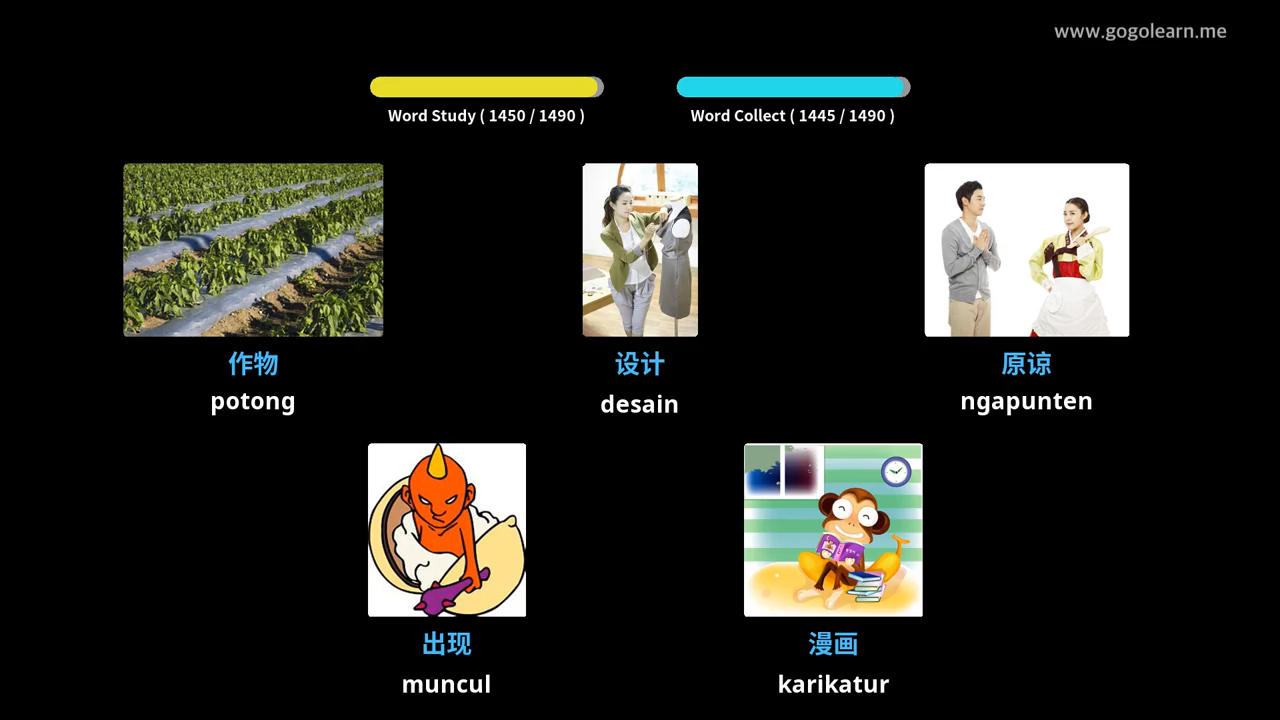 www.gogolearn.me
Word Study ( 1450 / 1490 )
Word Collect ( 1445 / 1490 )
作物
potong
设计
desain
原谅
ngapunten
出现
muncul
漫画
karikatur